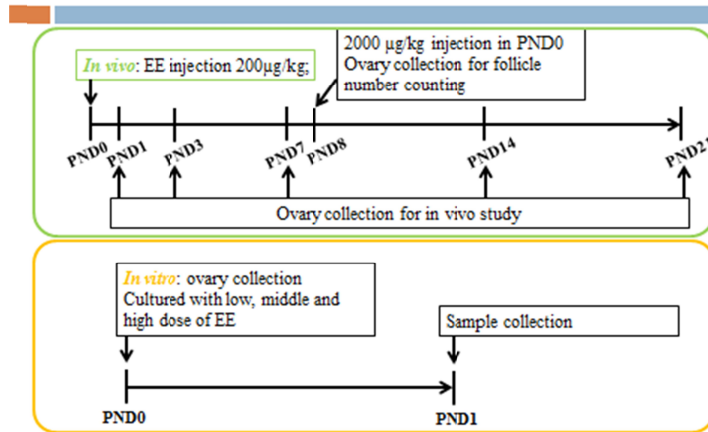 In vivo: EE injection 200µg/kg;
2000 µg/kg injection in PND0
Ovary collection for follicle
number counting
PND0
PND1
PND3
PND7
PND8
PND14
PND21
Ovary collection for in vivo study
In vitro: ovary collection
Cultured with low, middle and
high dose of EE
Sample collection
PND0
PND1